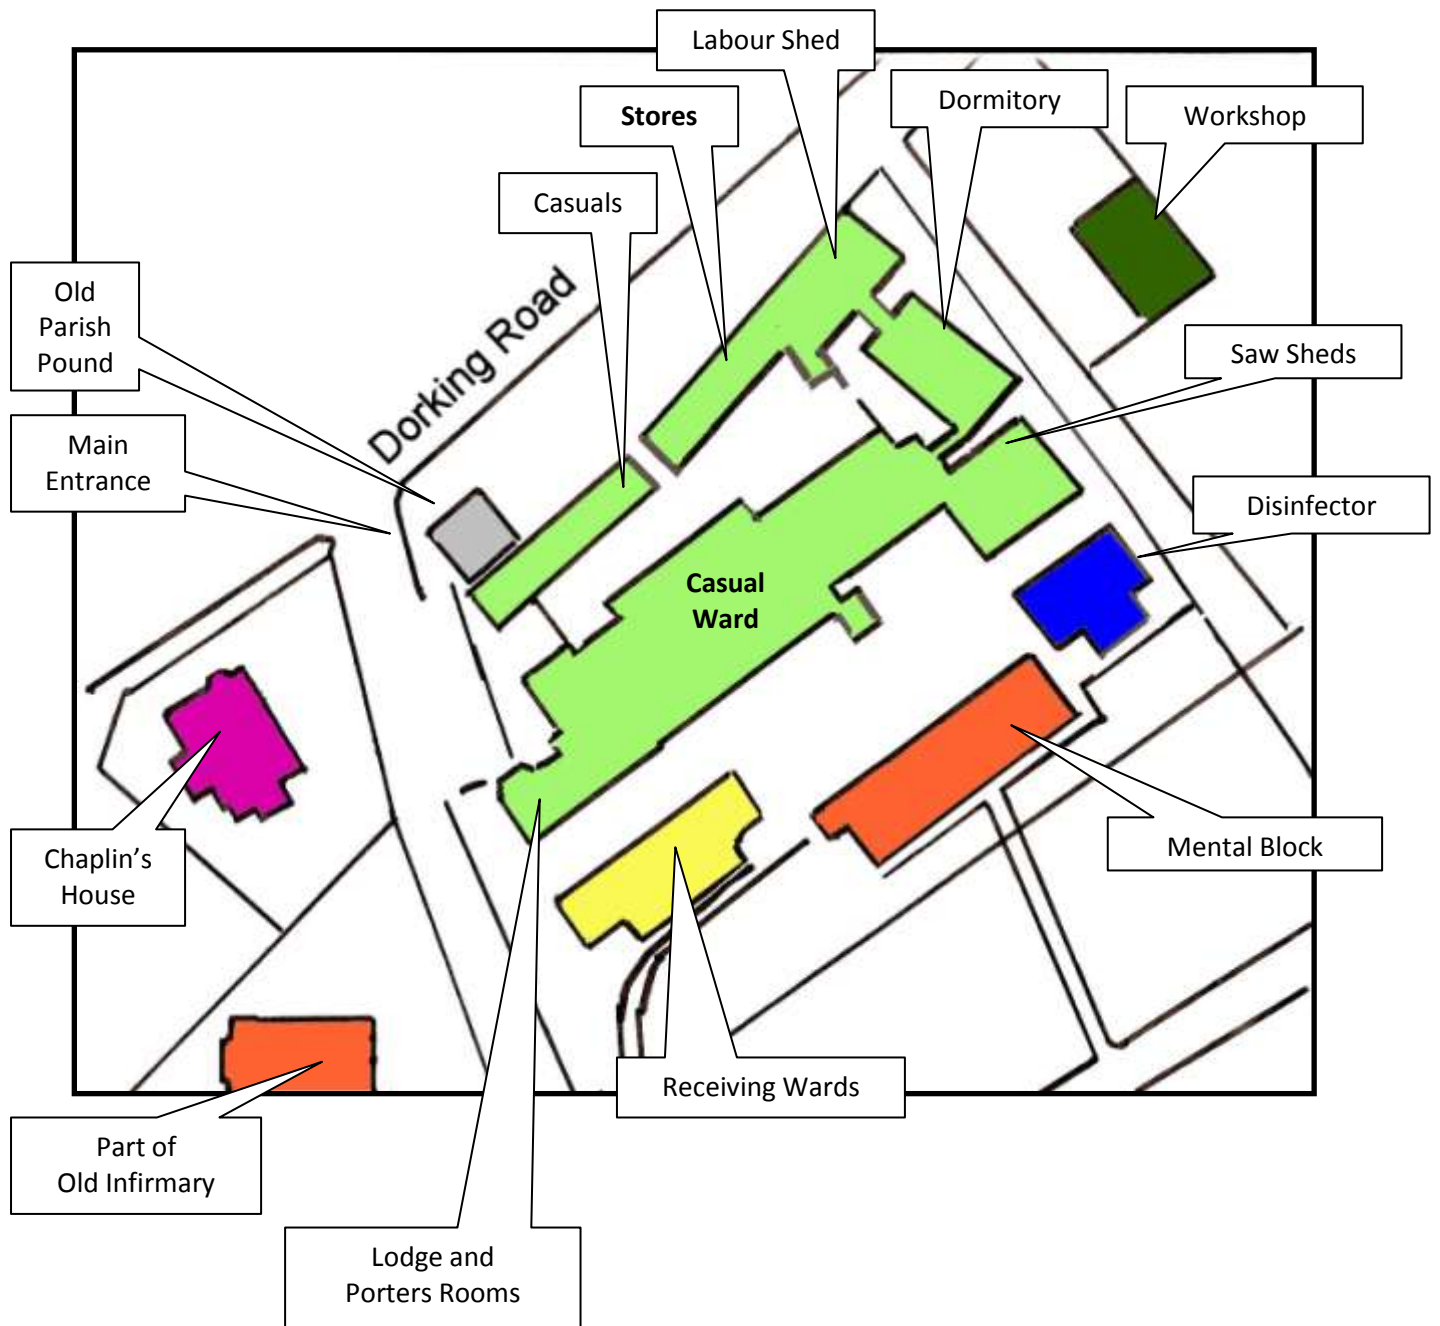 Labour Shed
Stores
Dormitory
Workshop
Casuals
Old
Parish
Pound
Dorking Road
Saw Sheds
Main
Entrance
Disinfector
Casual
Ward
Chaplin’s
House
Mental Block
Receiving Wards
Part of
Old Infirmary
Lodge and
Porters Rooms